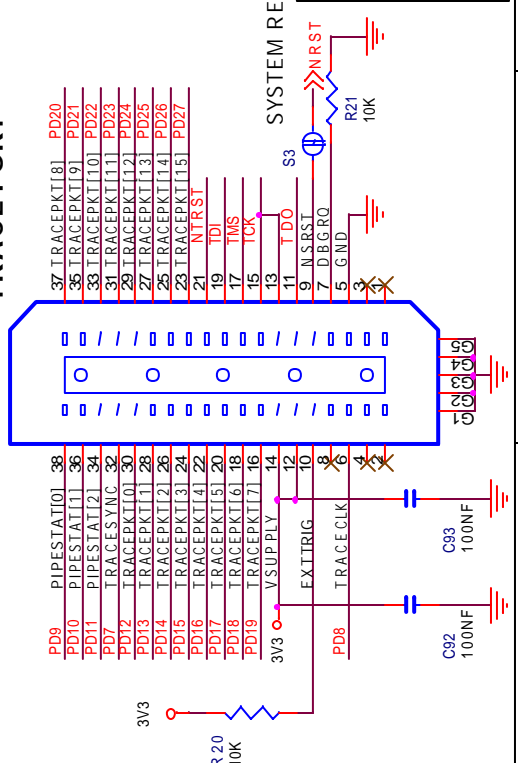 SYSTEM RE
NRST
S3
R21
10K
PD20
PD21
PD22
PD23
PD24
PD25
PD26
PD27
37 TRACEPKT[8]
35 TRACEPKT[9]
33 TRACEPKT[10]
31 TRACEPKT[11]
29 TRACEPKT[12]
27 TRACEPKT[13]
25 TRACEPKT[14]
23 TRACEPKT[15]
21 NTRST
19 TDI
17 TMS
15 TCK
13
11 TDO
9 NSRST
7 DBGRQ
5 GND
3
1
G5
G4
G3
G2
G1
38 PIPESTAT[0] PD9
36 PIPESTAT[1] PD10
34 PIPESTAT[2] PD11
32 TRACESYNC PD7
30 TRACEPKT[0] PD12
28 TRACEPKT[1] PD13
26 TRACEPKT[2] PD14
24 TRACEPKT[3] PD15
22 TRACEPKT[4] PD16
20 TRACEPKT[5] PD17
18 TRACEPKT[6] PD18
16 TRACEPKT[7] PD19
14 VSUPPLY 3V3
12
10 EXTTRIG
8
6 TRACECLK PD8
4
2
C93
100NF
C92
100NF
3V3
R20